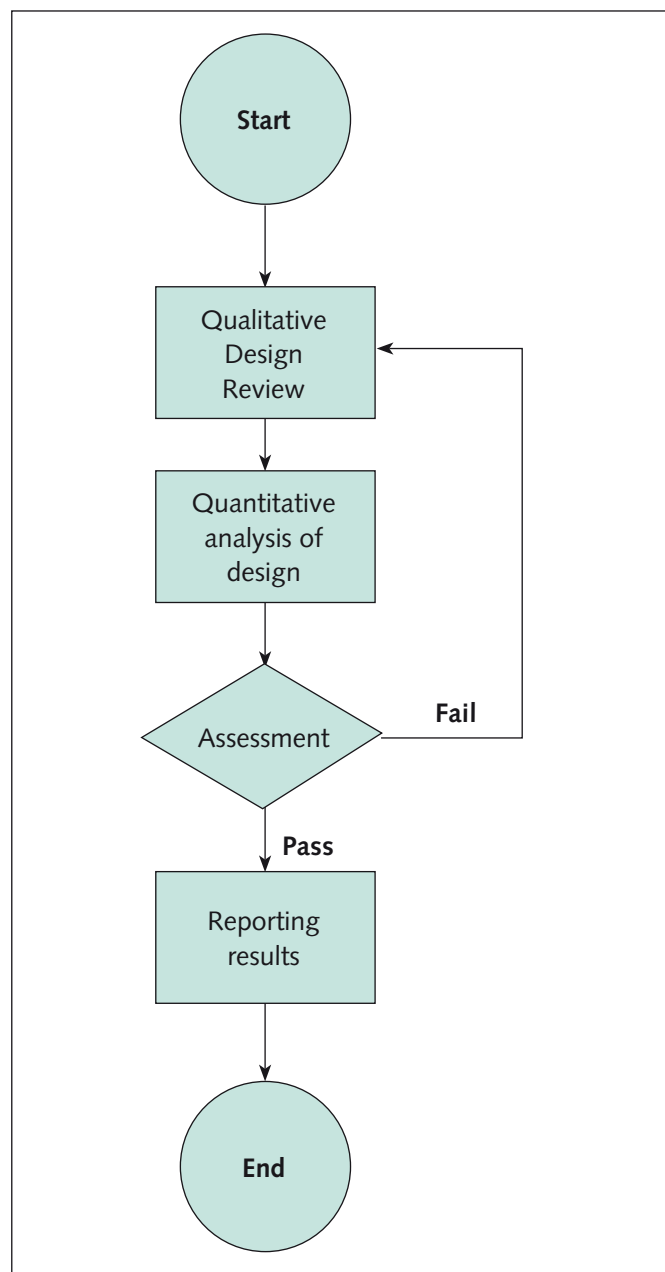 Start
Qualitative
Design
Review
Quantitative
analysis of
design
Assessment
Fail
Pass
Reporting
results
End